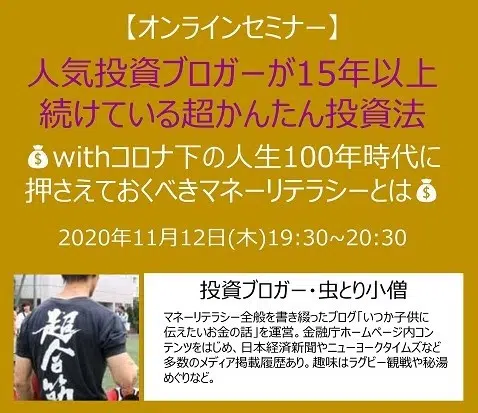 【オンラインセミナー】
人気投資ブロガーが15年以上
続けている超かんたん投資法
💰withコロナ下の人生100年時代に
押さえておくべきマネーリテラシーとは💰
2020年11月12日(木)19:30~20:30
投資ブロガー・虫とり小僧
マネーリテラシー全般を書き綴ったブログ「いつか子供に
伝えたいお金の話」を運営。金融庁ホームページ内コン
テンツをはじめ、日本経済新聞やニューヨークタイムズなど
多数のメディア掲載履歴あり。趣味はラグビー観戦や秘湯
めぐりなど。
超合筋